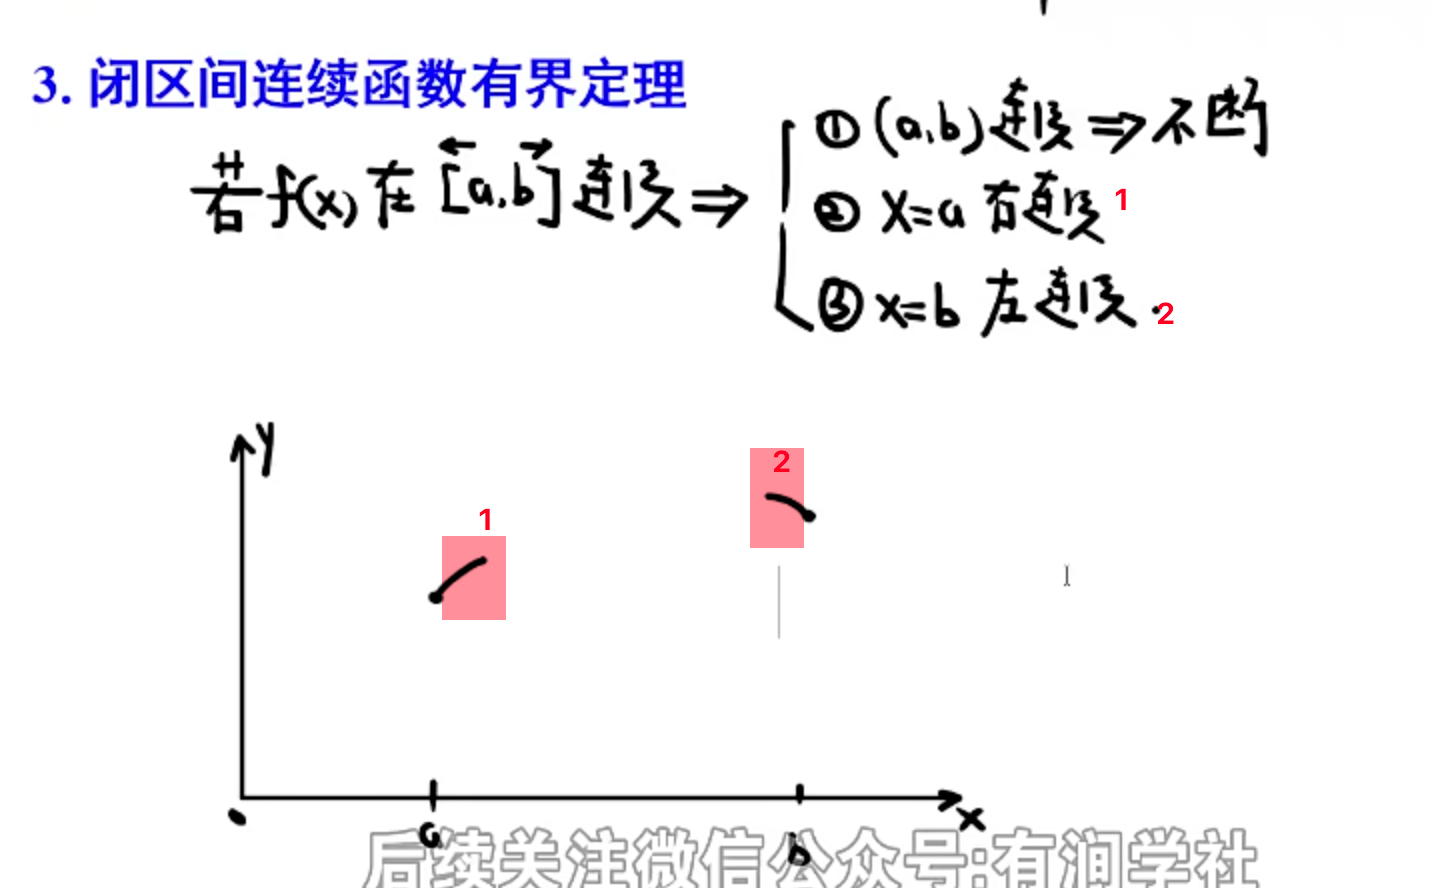 3. 闭区间连续函数有界定理
若 f(x) 在 [a,b] 连续 ⇒
① (a,b) 连续 ⇒ 不断
② x=a 右连续 1
③ x=b 左连续. 2
y
2
1
0
a
b
x
后续关注微信公众号:有润学社